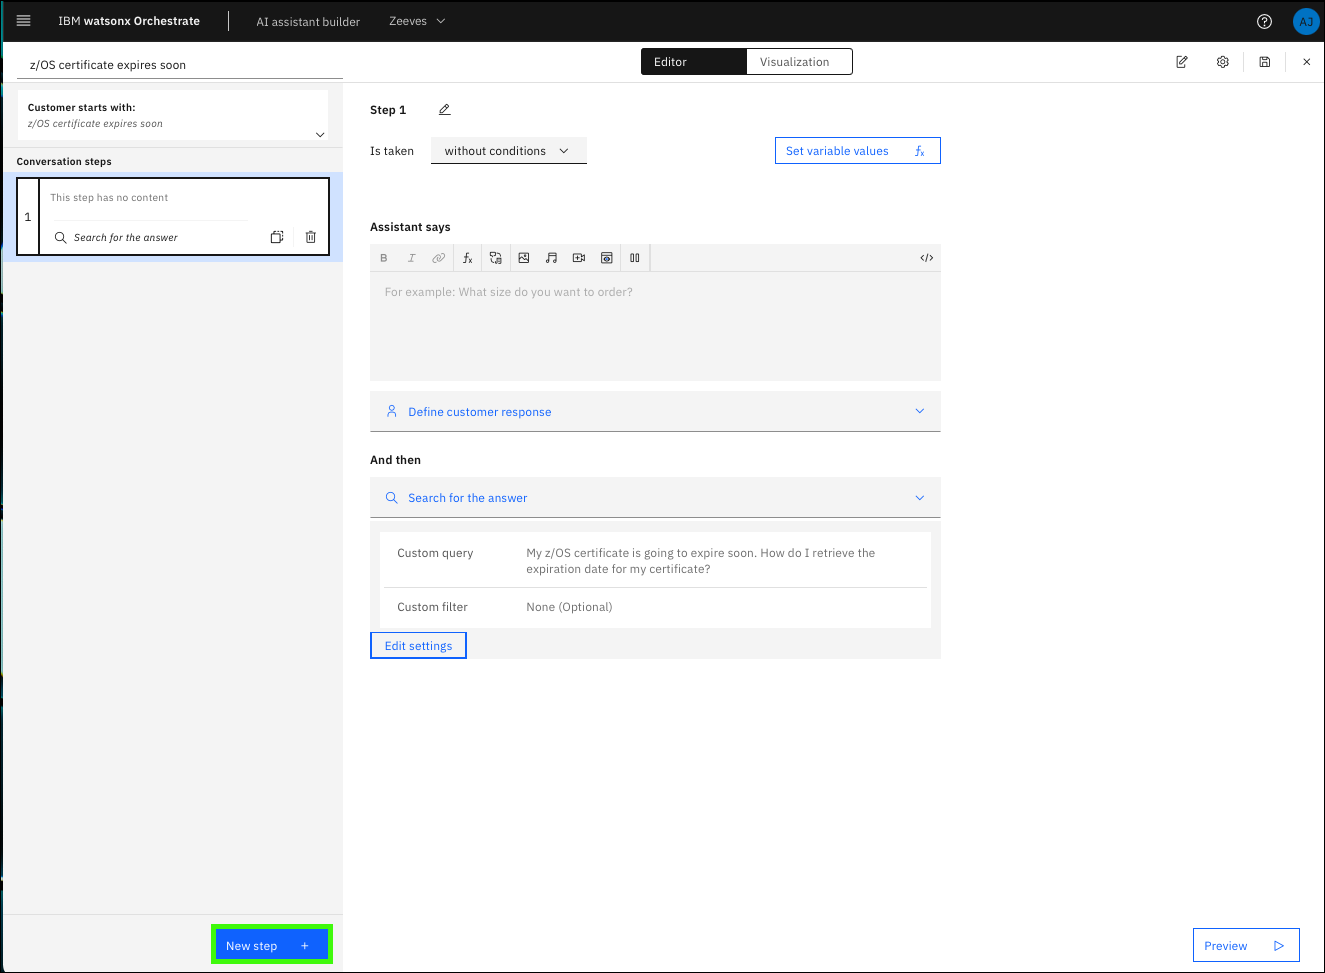 IBM watsonx Orchestrate
AI assistant builder
Zeeves
AJ
z/OS certificate expires soon
Editor
Visualization
Customer starts with:
z/OS certificate expires soon
Conversation steps
1
This step has no content
Search for the answer
New step +
Step 1
Is taken
without conditions
Set variable values fx
Assistant says
B I fx </>
For example: What size do you want to order?
Define customer response
And then
Search for the answer
Custom query
My z/OS certificate is going to expire soon. How do I retrieve the
expiration date for my certificate?
Custom filter
None (Optional)
Edit settings
Preview